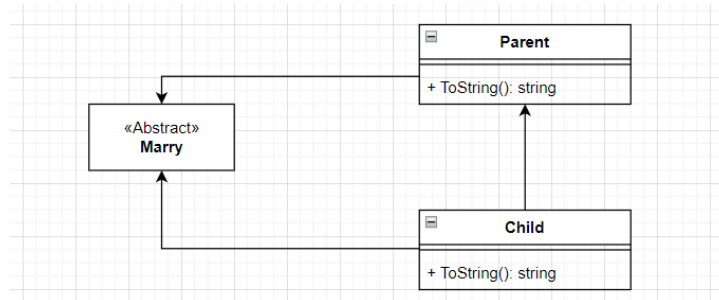 Parent
+ ToString(): string
«Abstract»
Marry
Child
+ ToString(): string